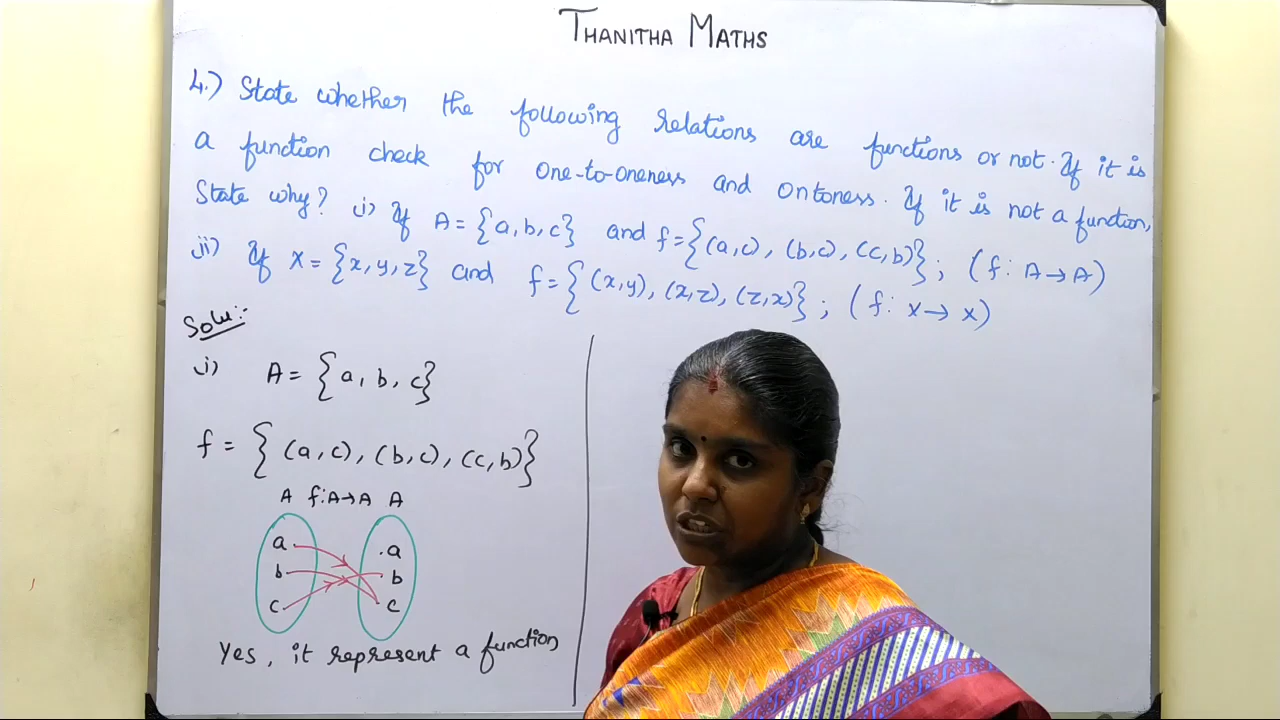 THANITHA MATHS
4.) State whether the following relations are functions or not. If it is
a function check for one-to-oneness and ontoness. If it is not a function,
State why? i) If A = {a, b, c} and f = {(a, c), (b, c), (c, b)} ; (f : A → A)
ii) If X = {x, y, z} and f = {(x, y), (x, z), (z, x)} ; (f : X → X)
Solu:-
i) A = {a, b, c}
f = {(a, c), (b, c), (c, b)}
A f:A→A A
a .a
b b
c c
Yes, it represent a function